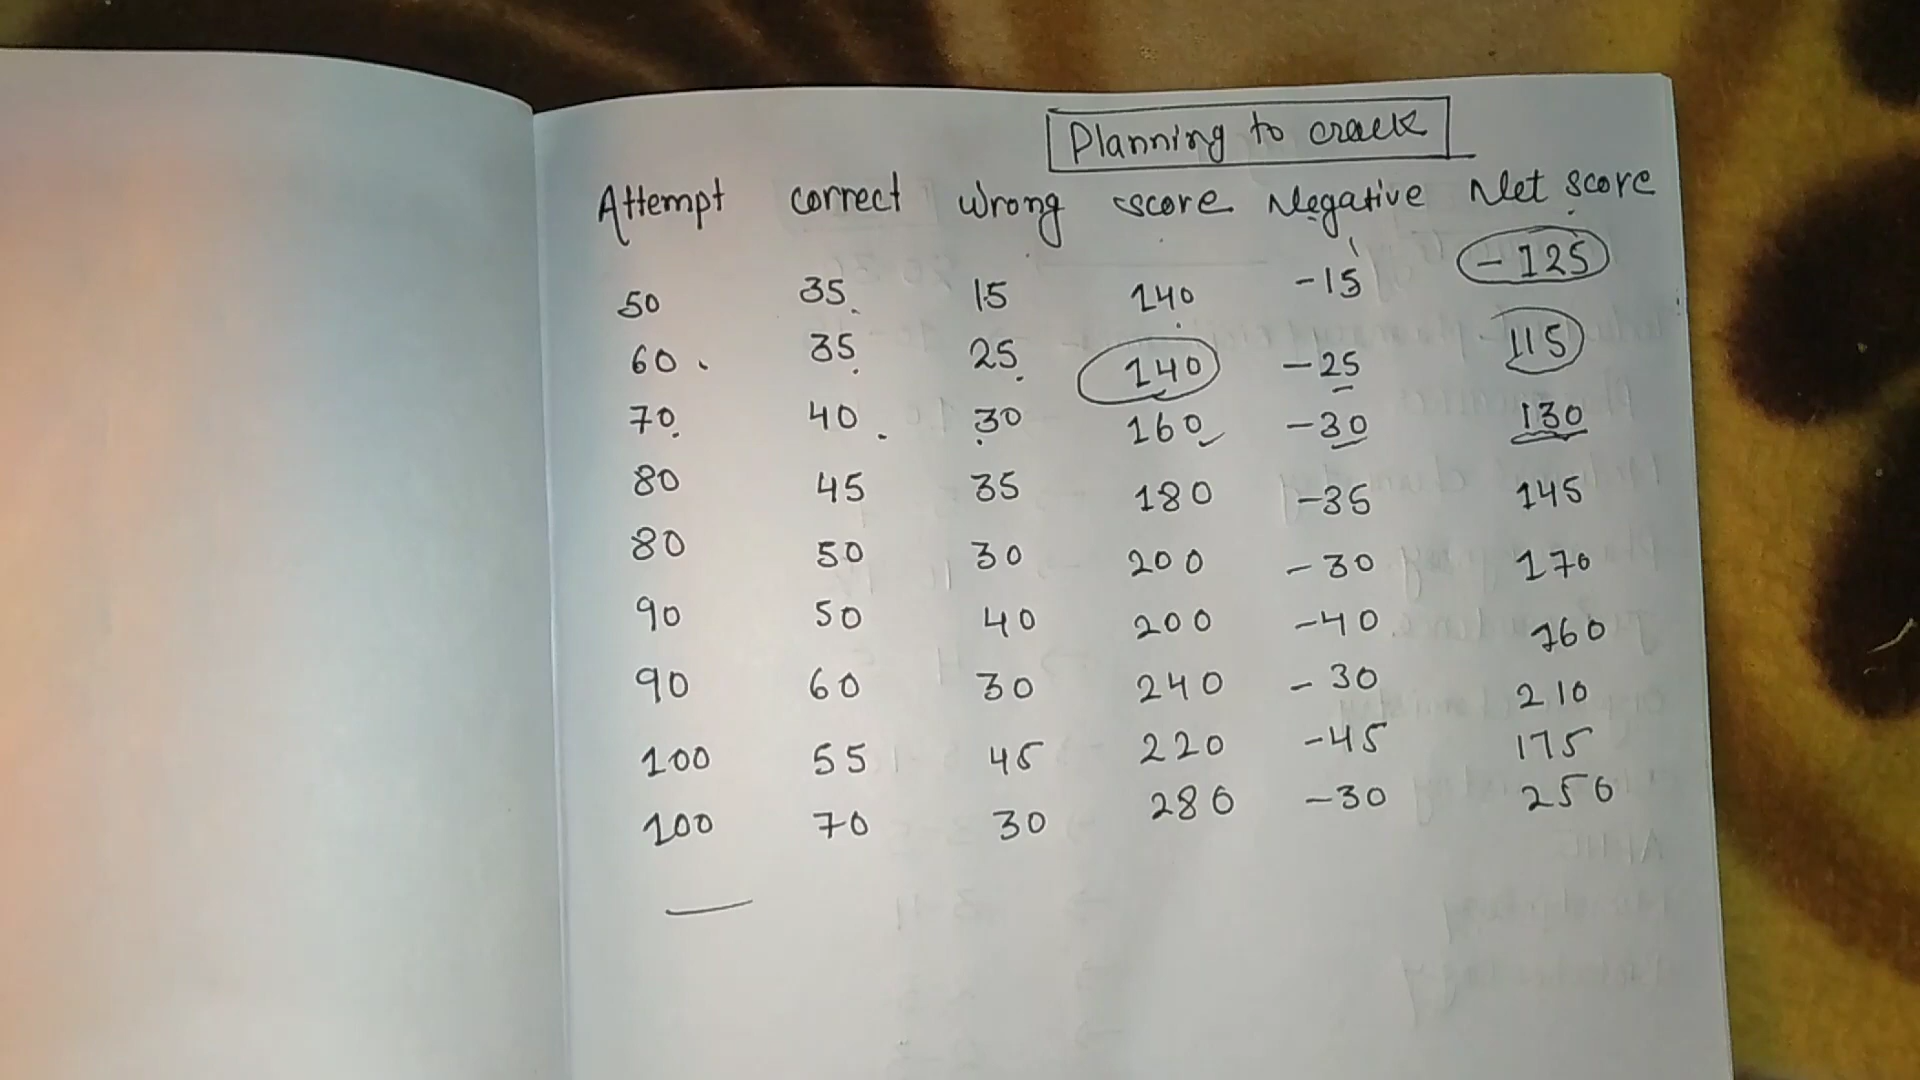 Planning to crack
Attempt correct wrong score Negative Net score
50 35 15 140 -15 -125
60 35 25 140 -25 115
70 40 30 160 -30 130
80 45 35 180 -35 145
80 50 30 200 -30 170
90 50 40 200 -40 160
90 60 30 240 -30 210
100 55 45 220 -45 175
100 70 30 280 -30 250